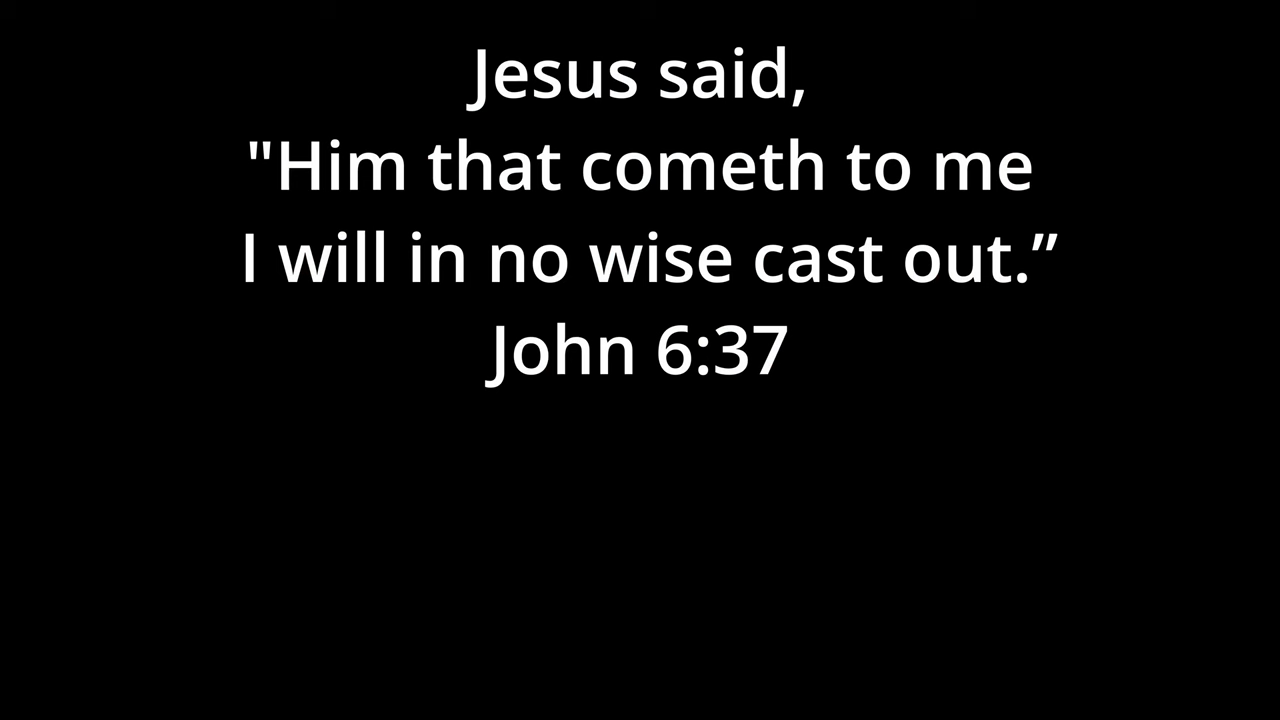 Jesus said,
"Him that cometh to me
I will in no wise cast out.”
John 6:37